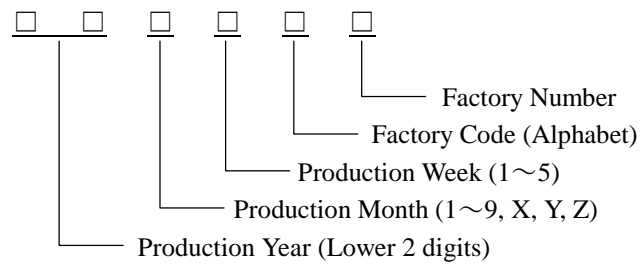 □ □ □ □ □ □
Factory Number
Factory Code (Alphabet)
Production Week (1～5)
Production Month (1～9, X, Y, Z)
Production Year (Lower 2 digits)